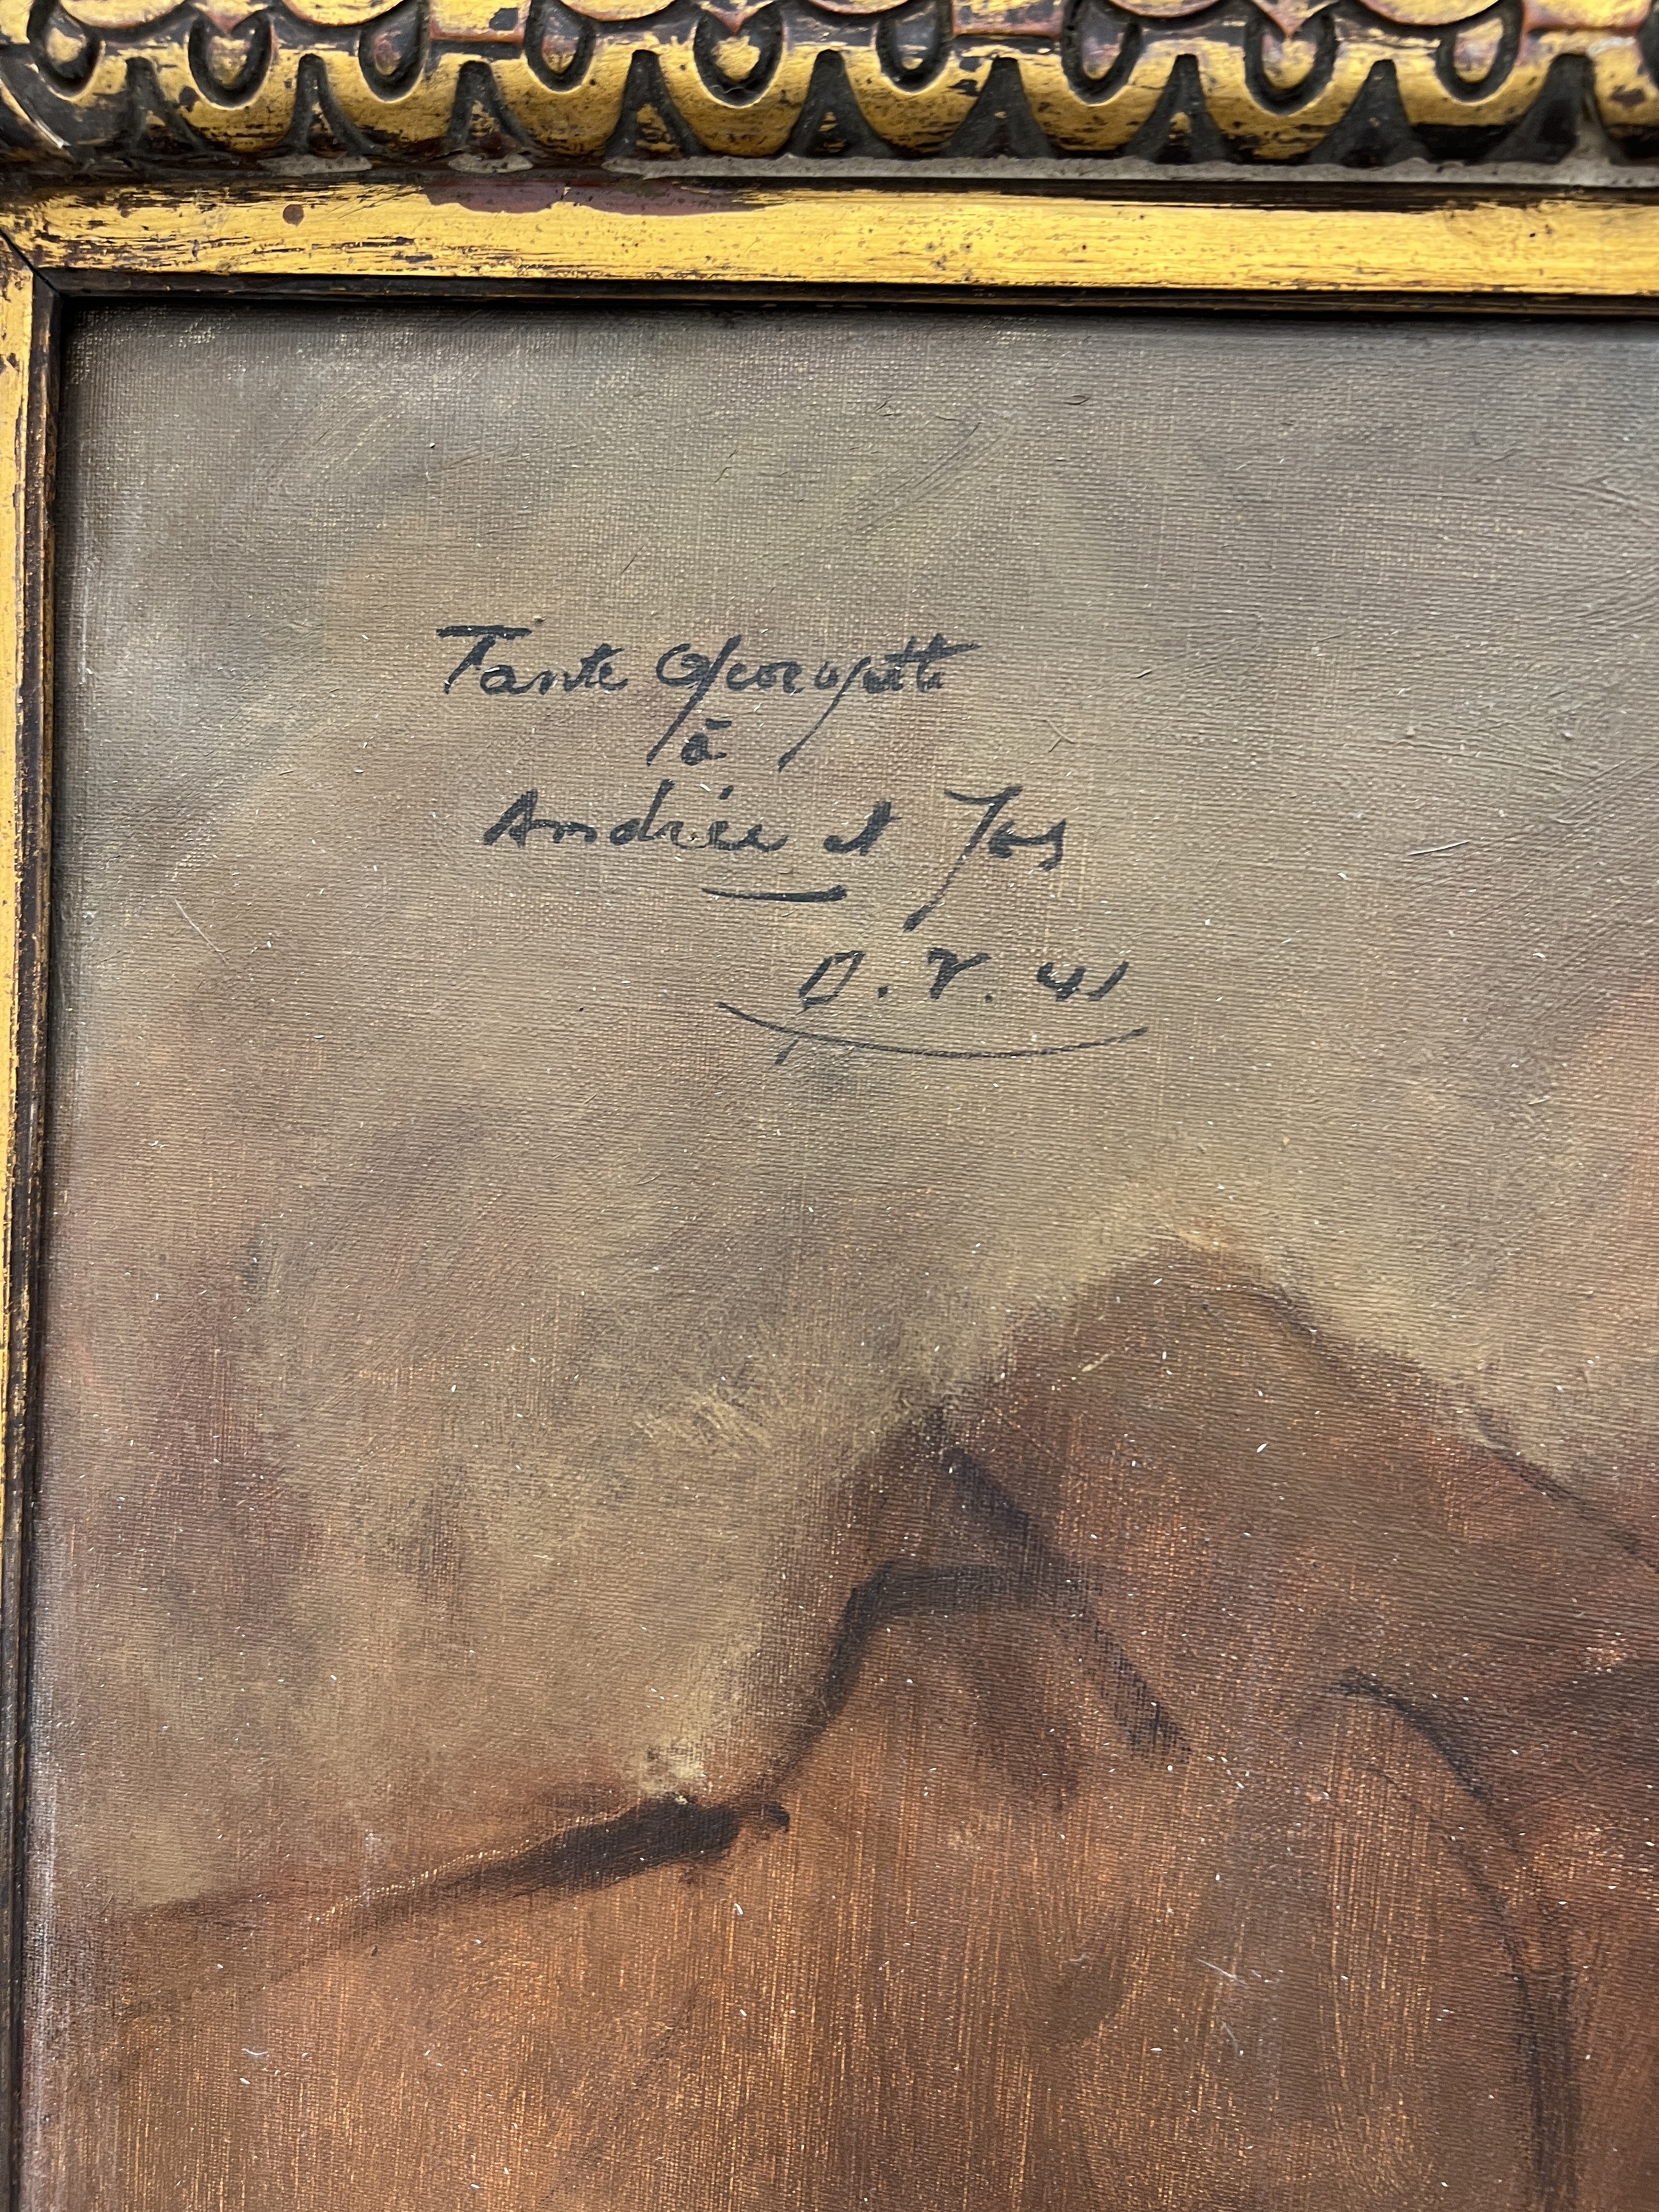 Tante Georgette
à
Andrée et Jos
D. V. 41